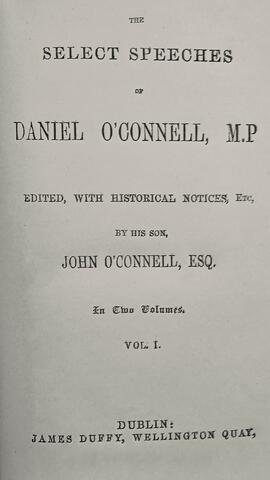 THE
SELECT SPEECHES
OF
DANIEL O'CONNELL, M.P
EDITED, WITH HISTORICAL NOTICES, Etc,
BY HIS SON,
JOHN O'CONNELL, ESQ.
In Two Volumes.
VOL. I.
DUBLIN:
JAMES DUFFY, WELLINGTON QUAY,